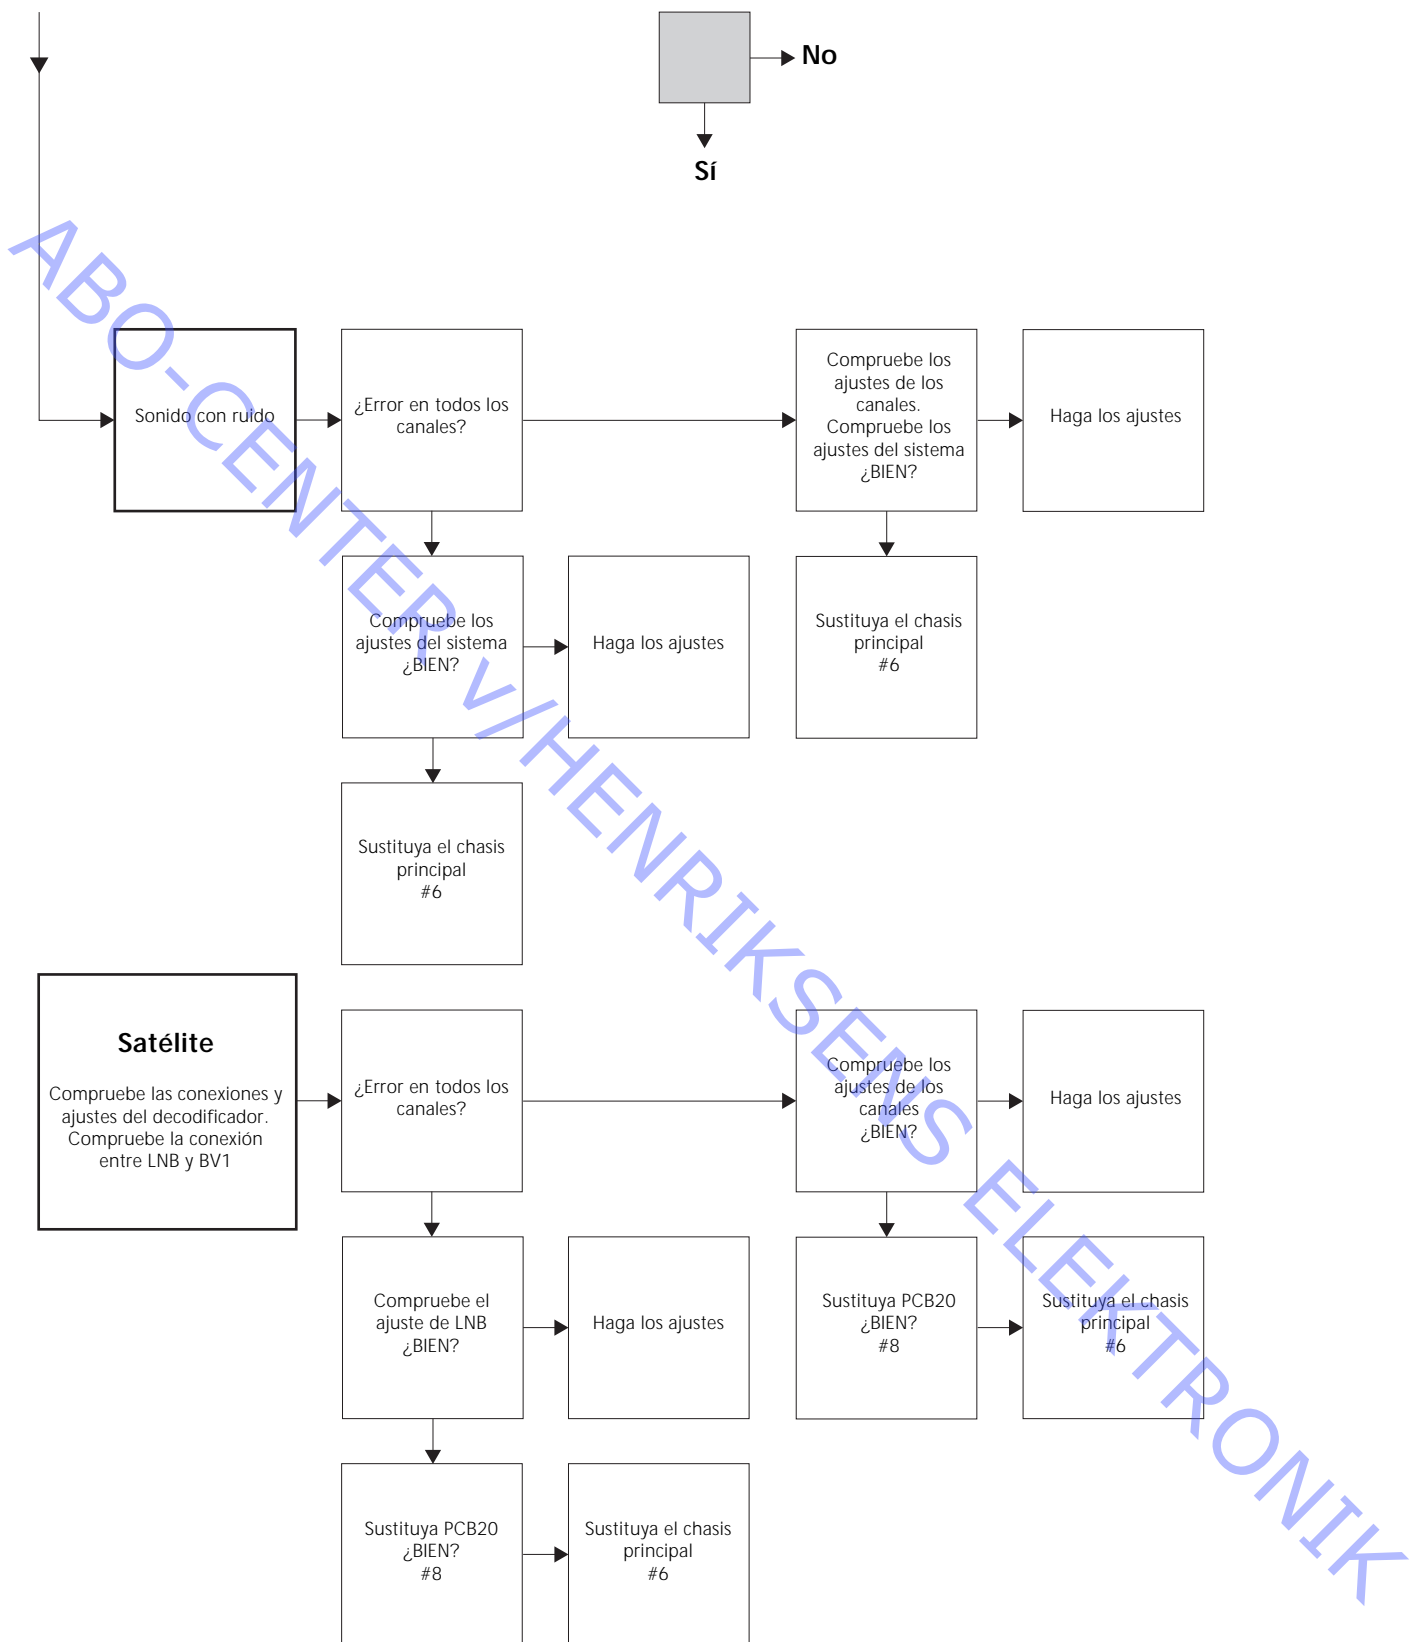 No
Sí
Sonido con ruido
¿Error en todos los
canales?
Compruebe los
ajustes de los
canales.
Compruebe los
ajustes del sistema
¿BIEN?
Haga los ajustes
Compruebe los
ajustes del sistema
¿BIEN?
Haga los ajustes
Sustituya el chasis
principal
#6
Sustituya el chasis
principal
#6
Satélite
Compruebe las conexiones y
ajustes del decodificador.
Compruebe la conexión
entre LNB y BV1
¿Error en todos los
canales?
Compruebe los
ajustes de los
canales
¿BIEN?
Haga los ajustes
Compruebe el
ajuste de LNB
¿BIEN?
Haga los ajustes
Sustituya PCB20
¿BIEN?
#8
Sustituya el chasis
principal
#6
Sustituya PCB20
¿BIEN?
#8
Sustituya el chasis
principal
#6
ABO-CENTER v/HENRIKSENS ELEKTRONIK